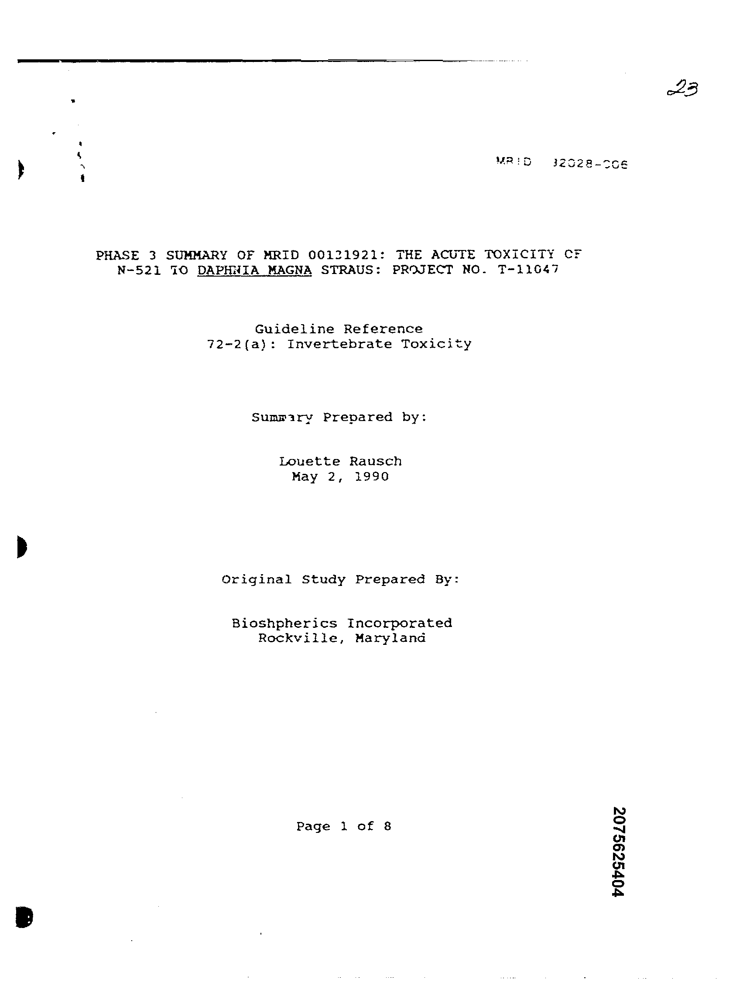 23
MRID 92028-006
PHASE 3 SUMMARY OF MRID 00131921: THE ACUTE TOXICITY OF
N-521 TO DAPHNIA MAGNA STRAUS: PROJECT NO. T-11047
Guideline Reference
72-2(a): Invertebrate Toxicity
Summary Prepared by:
Louette Rausch
May 2, 1990
Original Study Prepared By:
Bioshpherics Incorporated
Rockville, Maryland
Page 1 of 8
2075625404